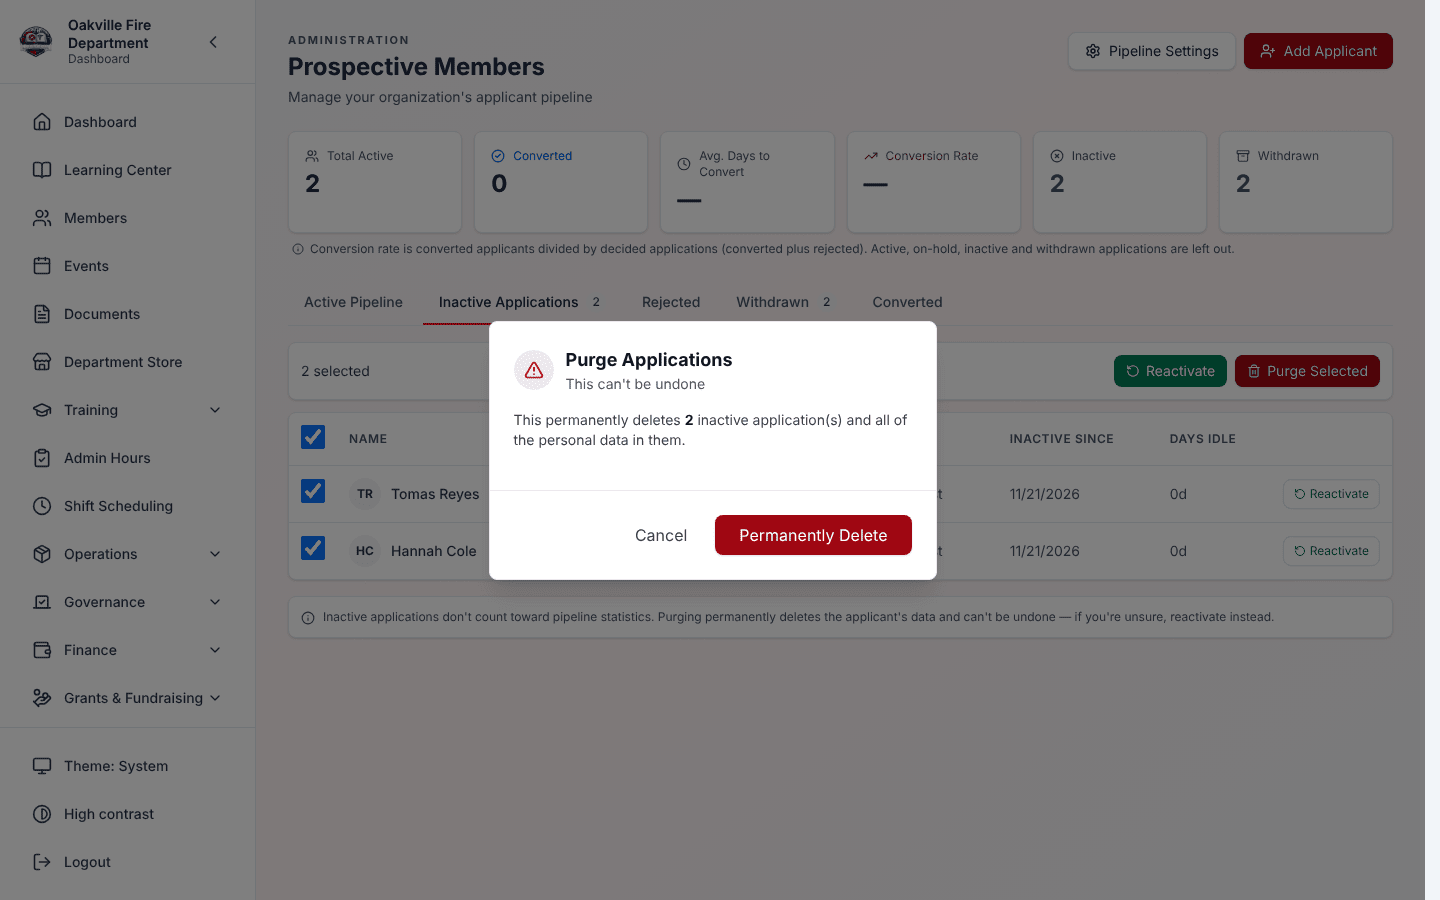 Oakville Fire
Department
Dashboard
Dashboard
Learning Center
Members
Events
Documents
Department Store
Training
Admin Hours
Shift Scheduling
Operations
Governance
Finance
Grants & Fundraising
Theme: System
High contrast
Logout
ADMINISTRATION
Prospective Members
Manage your organization's applicant pipeline
Pipeline Settings
Add Applicant
Total Active
2
Converted
0
Avg. Days to
Convert
—
Conversion Rate
—
Inactive
2
Withdrawn
2
Conversion rate is converted applicants divided by decided applications (converted plus rejected). Active, on-hold, inactive and withdrawn applications are left out.
Active Pipeline
Inactive Applications 2
Rejected
Withdrawn 2
Converted
2 selected
Reactivate
Purge Selected
NAME
INACTIVE SINCE
DAYS IDLE
TR Tomas Reyes
11/21/2026
0d
Reactivate
HC Hannah Cole
11/21/2026
0d
Reactivate
Purge Applications
This can't be undone
This permanently deletes 2 inactive application(s) and all of
the personal data in them.
Cancel
Permanently Delete
Inactive applications don't count toward pipeline statistics. Purging permanently deletes the applicant's data and can't be undone — if you're unsure, reactivate instead.